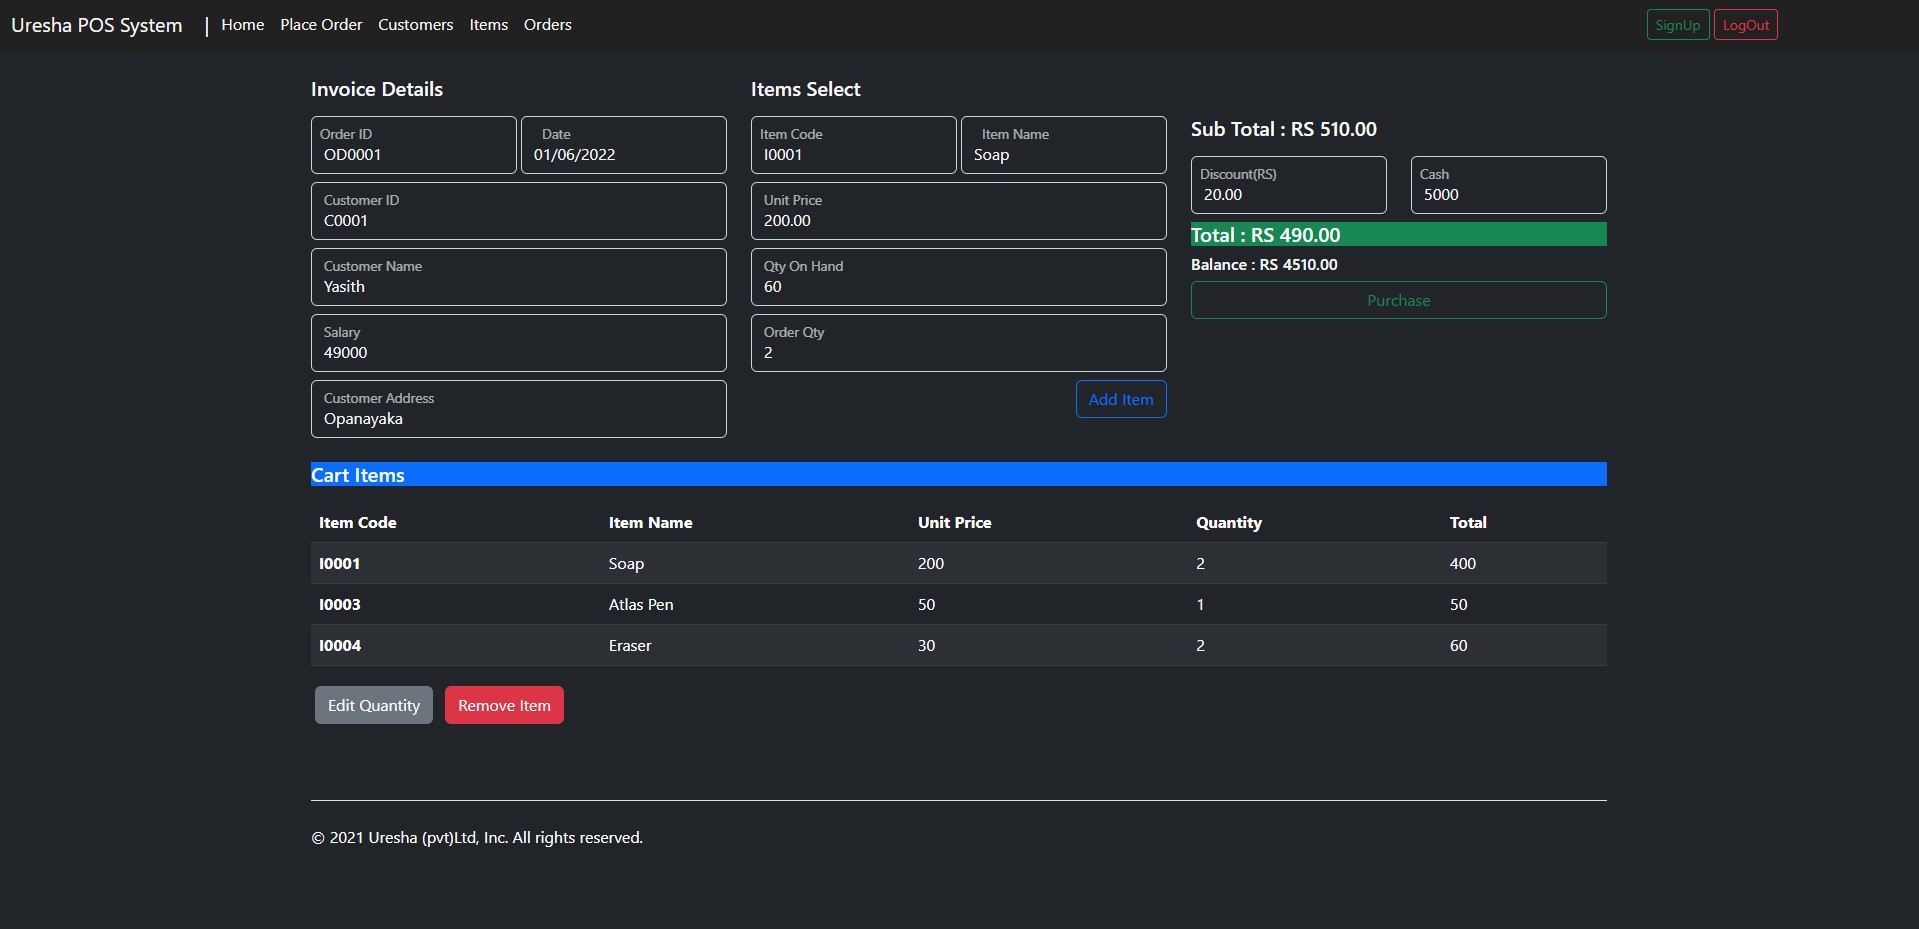 Uresha POS System | Home Place Order Customers Items Orders SignUp LogOut
Invoice Details
Order ID Date
OD0001 01/06/2022
Customer ID
C0001
Customer Name
Yasith
Salary
49000
Customer Address
Opanayaka
Items Select
Item Code Item Name
I0001 Soap
Unit Price
200.00
Qty On Hand
60
Order Qty
2
Add Item
Sub Total : RS 510.00
Discount(RS) Cash
20.00 5000
Total : RS 490.00
Balance : RS 4510.00
Purchase
Cart Items
Item Code Item Name Unit Price Quantity Total
I0001 Soap 200 2 400
I0003 Atlas Pen 50 1 50
I0004 Eraser 30 2 60
Edit Quantity Remove Item
© 2021 Uresha (pvt)Ltd, Inc. All rights reserved.